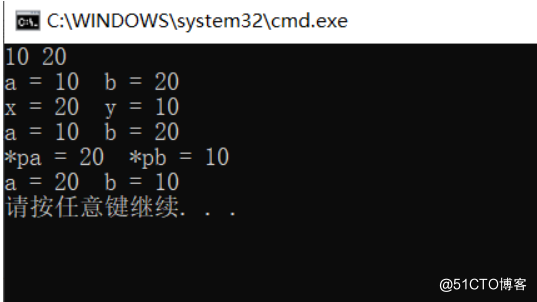 C:\WINDOWS\system32\cmd.exe
10 20
a = 10  b = 20
x = 20  y = 10
a = 10  b = 20
*pa = 20  *pb = 10
a = 20  b = 10
请按任意键继续. . .
@51CTO博客